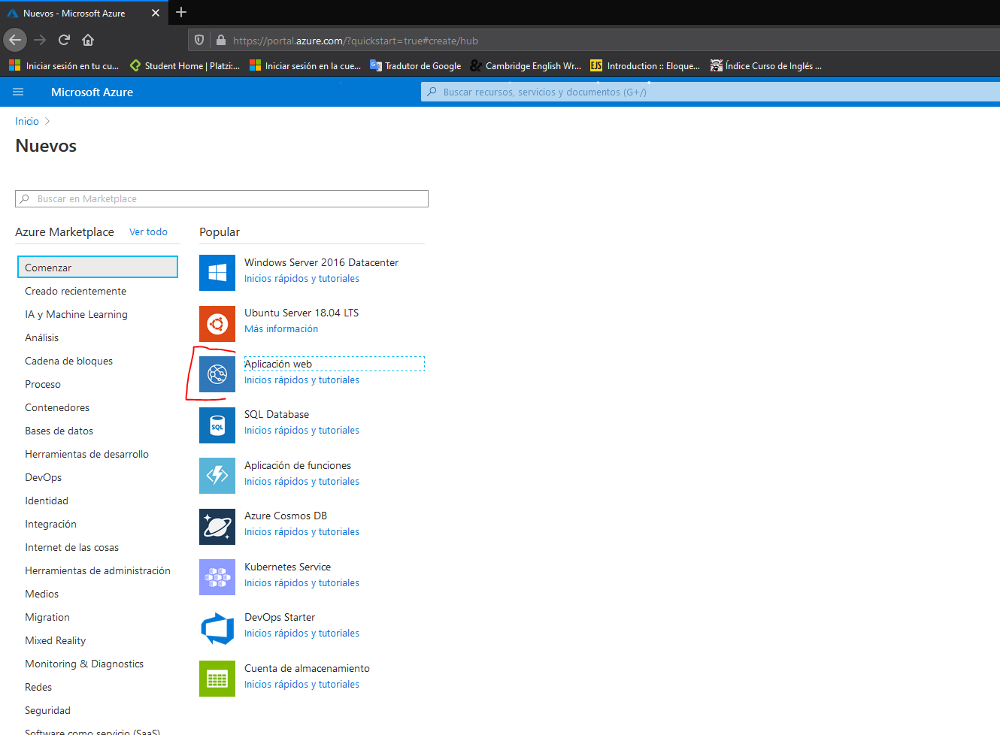 Nuevos - Microsoft Azure
https://portal.azure.com/?quickstart=true#create/hub
Iniciar sesión en tu cu... Student Home | Platzi:... Iniciar sesión en la cue... Tradutor de Google Cambridge English Wr... EJS Introduction :: Eloque... Índice Curso de Inglés ...
Microsoft Azure
Buscar recursos, servicios y documentos (G+/)
Inicio
Nuevos
Buscar en Marketplace
Azure Marketplace Ver todo
Comenzar
Creado recientemente
IA y Machine Learning
Análisis
Cadena de bloques
Proceso
Contenedores
Bases de datos
Herramientas de desarrollo
DevOps
Identidad
Integración
Internet de las cosas
Herramientas de administración
Medios
Migration
Mixed Reality
Monitoring & Diagnostics
Redes
Seguridad
Software como servicio (SaaS)
Popular
Windows Server 2016 Datacenter
Inicios rápidos y tutoriales
Ubuntu Server 18.04 LTS
Más información
Aplicación web
Inicios rápidos y tutoriales
SQL
SQL Database
Inicios rápidos y tutoriales
Aplicación de funciones
Inicios rápidos y tutoriales
Azure Cosmos DB
Inicios rápidos y tutoriales
Kubernetes Service
Inicios rápidos y tutoriales
DevOps Starter
Inicios rápidos y tutoriales
Cuenta de almacenamiento
Inicios rápidos y tutoriales